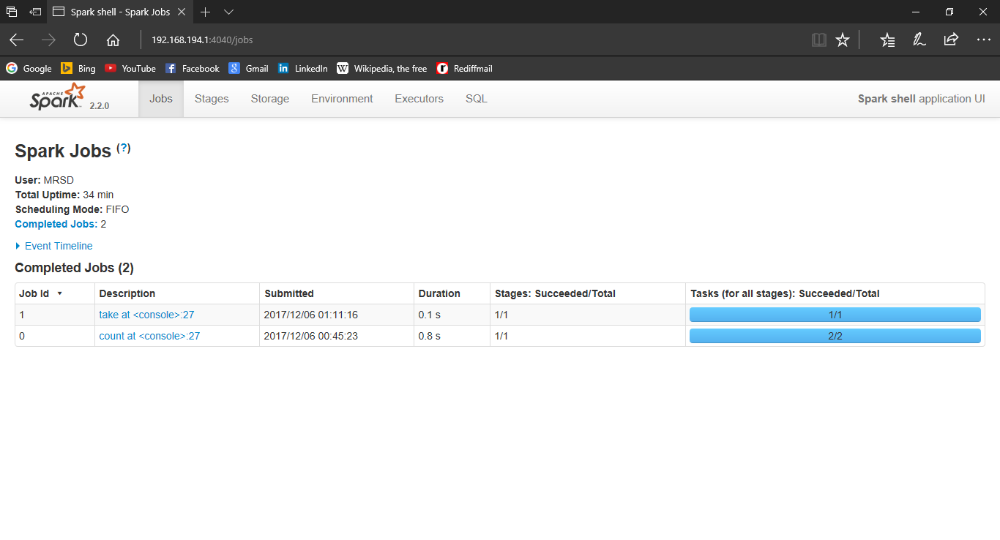 Spark shell - Spark Jobs
192.168.194.1:4040/jobs
Google Bing YouTube Facebook Gmail LinkedIn Wikipedia, the free Rediffmail
APACHE Spark 2.2.0 Jobs Stages Storage Environment Executors SQL Spark shell application UI
Spark Jobs (?)
User: MRSD
Total Uptime: 34 min
Scheduling Mode: FIFO
Completed Jobs: 2
Event Timeline
Completed Jobs (2)
Job Id Description Submitted Duration Stages: Succeeded/Total Tasks (for all stages): Succeeded/Total
1 take at <console>:27 2017/12/06 01:11:16 0.1 s 1/1 1/1
0 count at <console>:27 2017/12/06 00:45:23 0.8 s 1/1 2/2